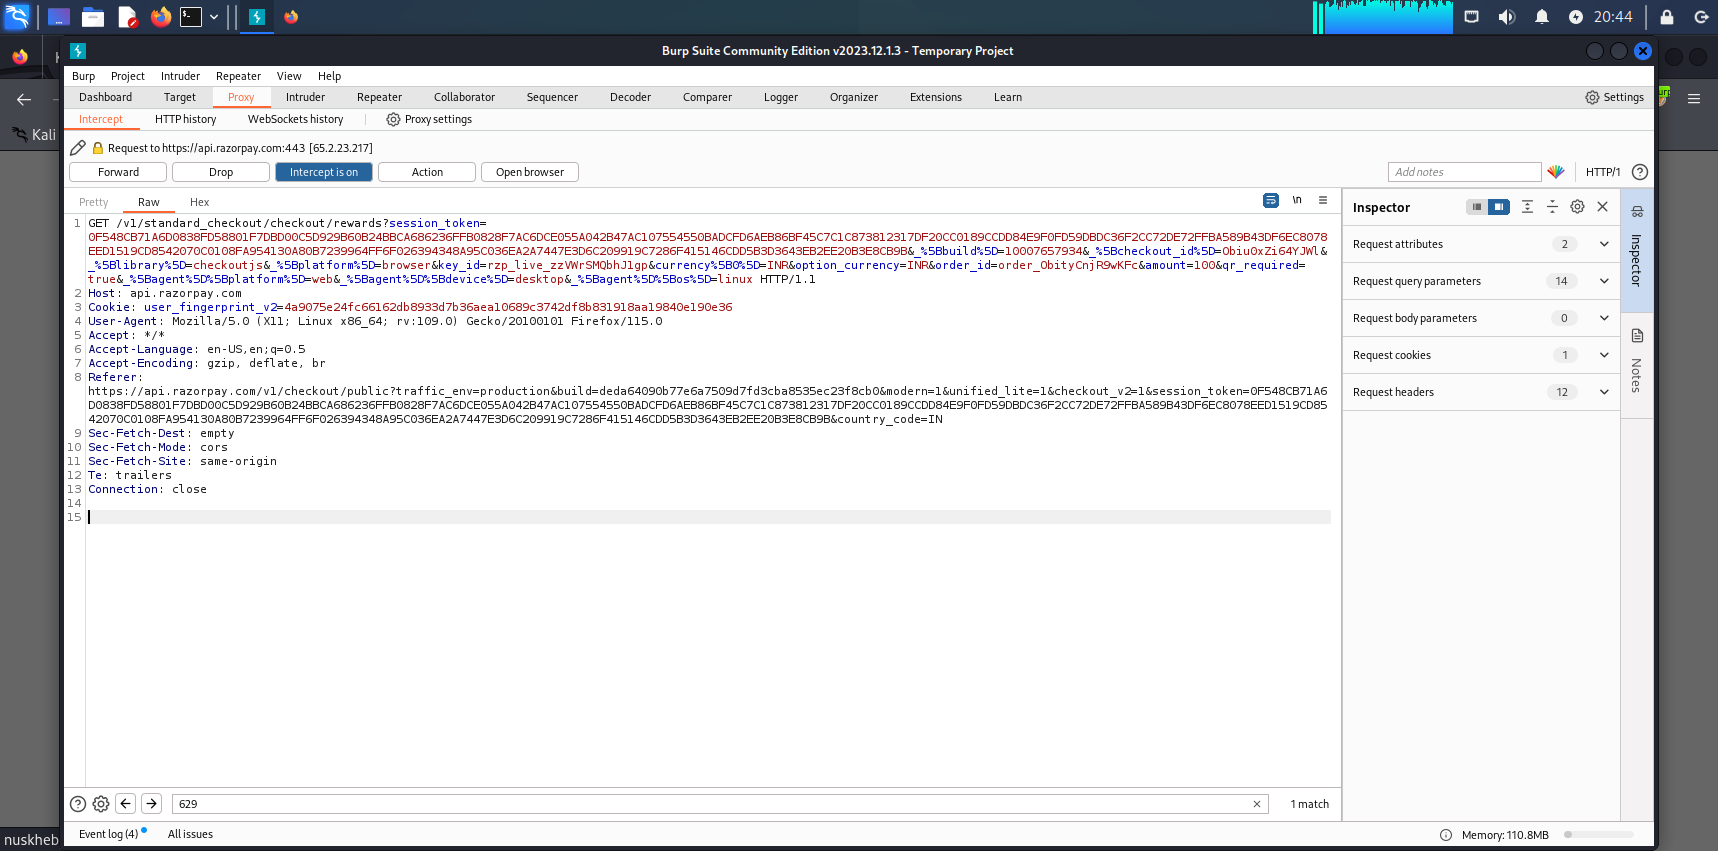 20:44
Burp Suite Community Edition v2023.12.1.3 - Temporary Project
Burp Project Intruder Repeater View Help
Dashboard Target Proxy Intruder Repeater Collaborator Sequencer Decoder Comparer Logger Organizer Extensions Learn Settings
Kali
Intercept HTTP history WebSockets history Proxy settings
Request to https://api.razorpay.com:443 [65.2.23.217]
Forward Drop Intercept is on Action Open browser Add notes HTTP/1
Pretty Raw Hex \n
1 GET /v1/standard_checkout/checkout/rewards?session_token=
0F548CB71A6D0838FD58801F7DBD00C5D929B60B24BBCA686236FFB0828F7AC6DCE055A042B47AC107554550BADCFD6AEB86BF45C7C1C873812317DF20CC0189CCDD84E9F0FD59DBDC36F2CC72DE72FFBA589B43DF6EC8078
EED1519CD8542070C0108FA954130A80B7239964FF6F026394348A95C036EA2A7447E3D6C209919C7286F415146CDD5B3D3643EB2EE20B3E8CB9B&_%5Bbuild%5D=10007657934&_%5Bcheckout_id%5D=Obiu0xZi64YJWl&
_%5Blibrary%5D=checkoutjs&_%5Bplatform%5D=browser&key_id=rzp_live_zzVWrSMQbhJ1gp&currency%5B0%5D=INR&option_currency=INR&order_id=order_ObityCnjR9wKFc&amount=100&qr_required=
true&_%5Bagent%5D%5Bplatform%5D=web&_%5Bagent%5D%5Bdevice%5D=desktop&_%5Bagent%5D%5Bos%5D=linux HTTP/1.1
2 Host: api.razorpay.com
3 Cookie: user_fingerprint_v2=4a9075e24fc66162db8933d7b36aea10689c3742df8b831918aa19840e190e36
4 User-Agent: Mozilla/5.0 (X11; Linux x86_64; rv:109.0) Gecko/20100101 Firefox/115.0
5 Accept: */*
6 Accept-Language: en-US,en;q=0.5
7 Accept-Encoding: gzip, deflate, br
8 Referer:
https://api.razorpay.com/v1/checkout/public?traffic_env=production&build=deda64090b77e6a7509d7fd3cba8535ec23f8cb0&modern=1&unified_lite=1&checkout_v2=1&session_token=0F548CB71A6
D0838FD58801F7DBD00C5D929B60B24BBCA686236FFB0828F7AC6DCE055A042B47AC107554550BADCFD6AEB86BF45C7C1C873812317DF20CC0189CCDD84E9F0FD59DBDC36F2CC72DE72FFBA589B43DF6EC8078EED1519CD85
42070C0108FA954130A80B7239964FF6F026394348A95C036EA2A7447E3D6C209919C7286F415146CDD5B3D3643EB2EE20B3E8CB9B&country_code=IN
9 Sec-Fetch-Dest: empty
10 Sec-Fetch-Mode: cors
11 Sec-Fetch-Site: same-origin
12 Te: trailers
13 Connection: close
14
15
Inspector
Request attributes 2
Request query parameters 14
Request body parameters 0
Request cookies 1
Request headers 12
Inspector
Notes
629 1 match
Event log (4) All issues Memory: 110.8MB
nuskheb